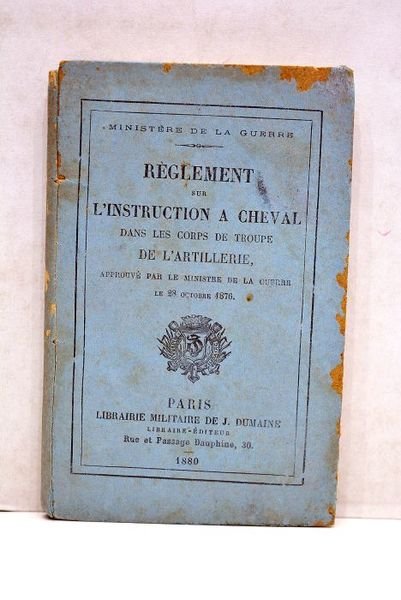 MINISTÈRE DE LA GUERRE
RÈGLEMENT
SUR
L'INSTRUCTION A CHEVAL
DANS LES CORPS DE TROUPE
DE L'ARTILLERIE,
APPROUVÉ PAR LE MINISTRE DE LA GUERRE
LE 28 OCTOBRE 1876.
PARIS
LIBRAIRIE MILITAIRE DE J. DUMAINE
LIBRAIRE-ÉDITEUR
Rue et Passage Dauphine, 30.
1880